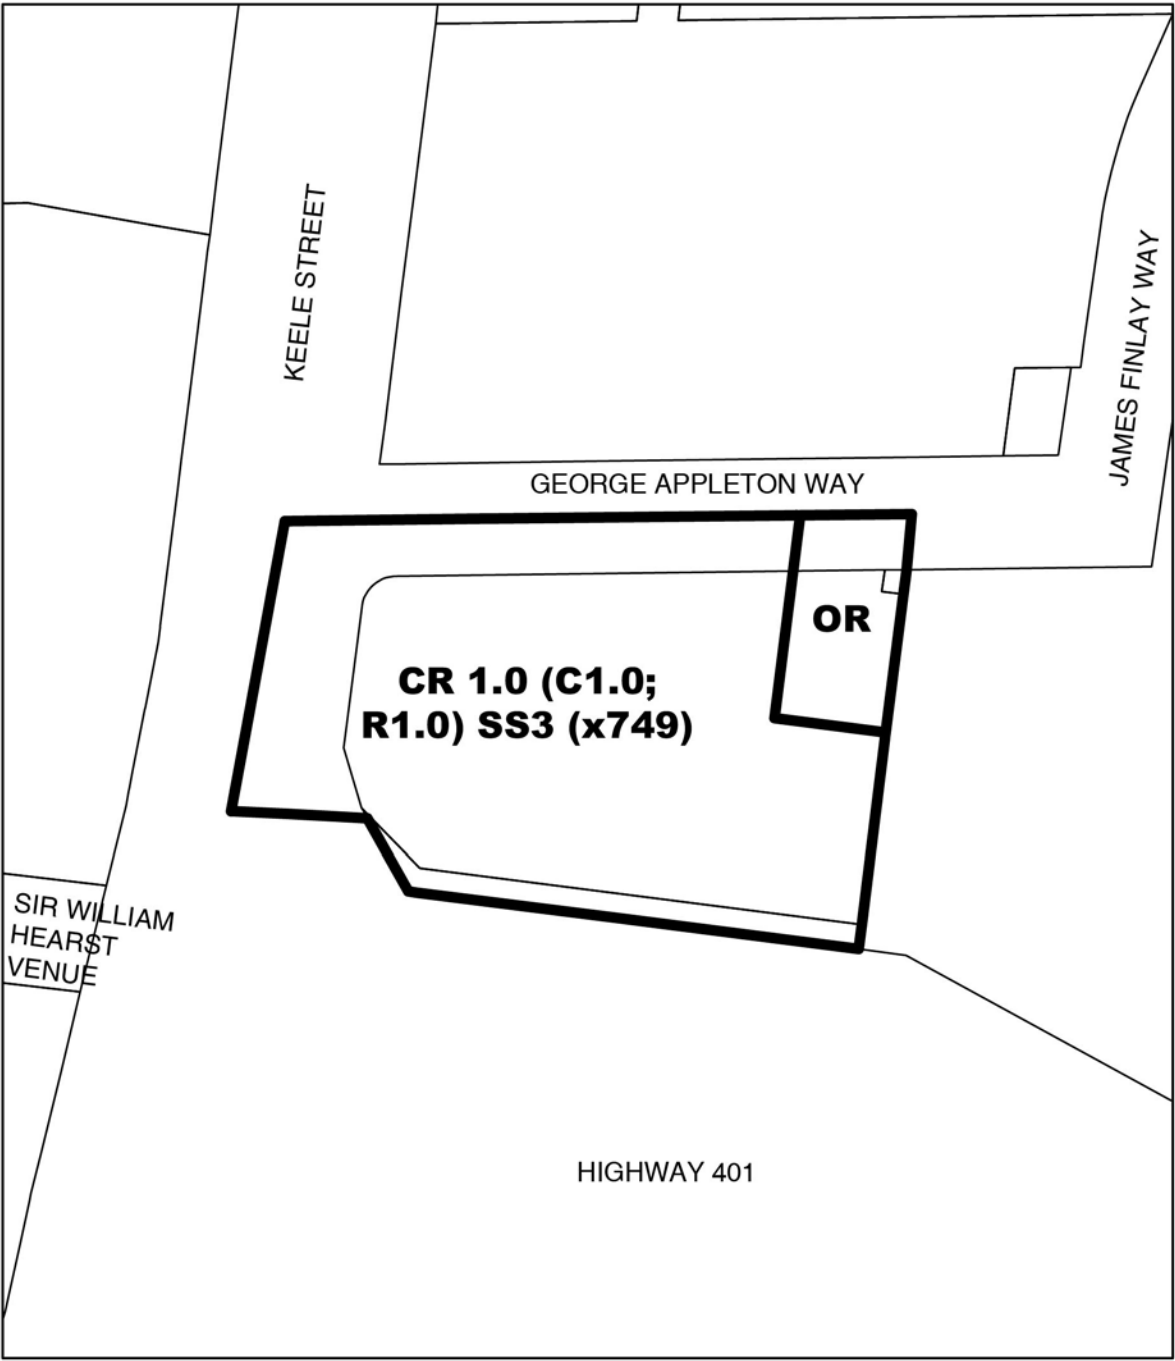 KEELE STREET
JAMES FINLAY WAY
GEORGE APPLETON WAY
OR
CR 1.0 (C1.0;
R1.0) SS3 (x749)
SIR WILLIAM
HEARST
VENUE
HIGHWAY 401